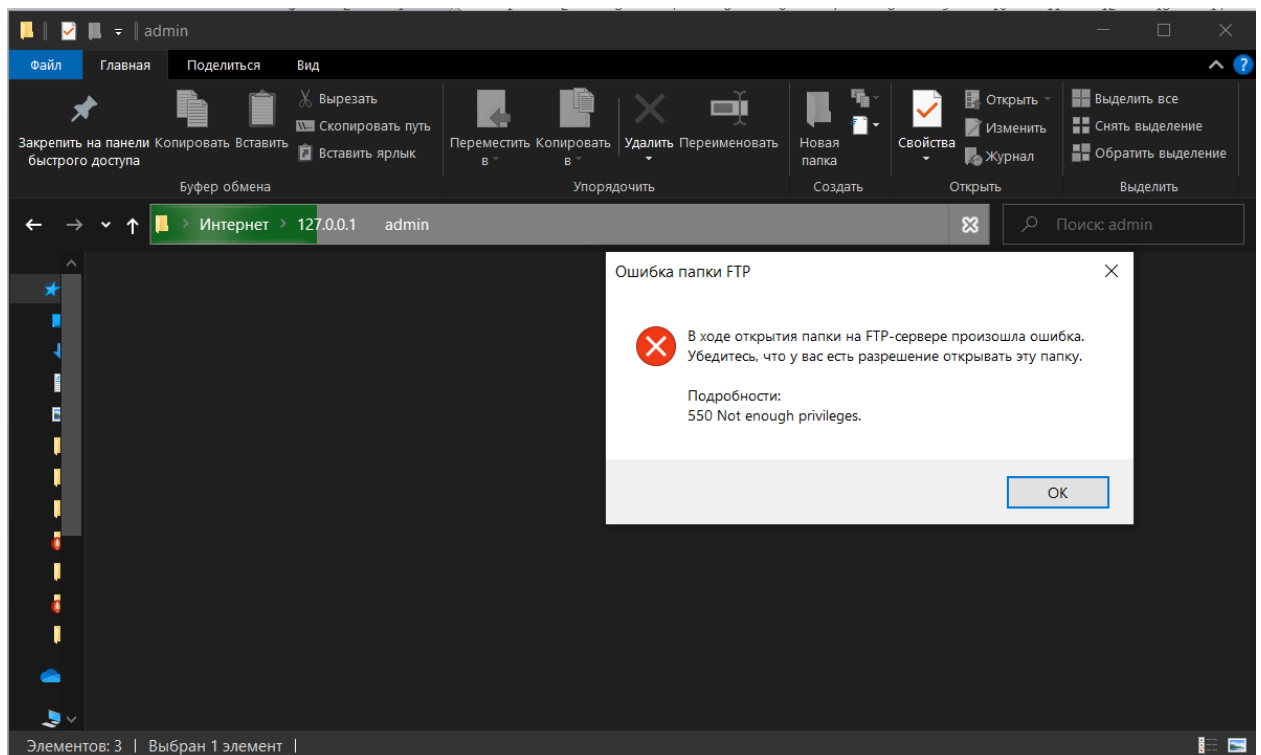 admin
Файл Главная Поделиться Вид
Закрепить на панели быстрого доступа
Копировать
Вставить
Вырезать
Скопировать путь
Вставить ярлык
Переместить в
Копировать в
Удалить
Переименовать
Новая папка
Свойства
Открыть
Изменить
Журнал
Выделить все
Снять выделение
Обратить выделение
Буфер обмена Упорядочить Создать Открыть Выделить
Интернет 127.0.0.1 admin
Поиск: admin
Ошибка папки FTP
В ходе открытия папки на FTP-сервере произошла ошибка.
Убедитесь, что у вас есть разрешение открывать эту папку.
Подробности:
550 Not enough privileges.
ОК
Элементов: 3 | Выбран 1 элемент |